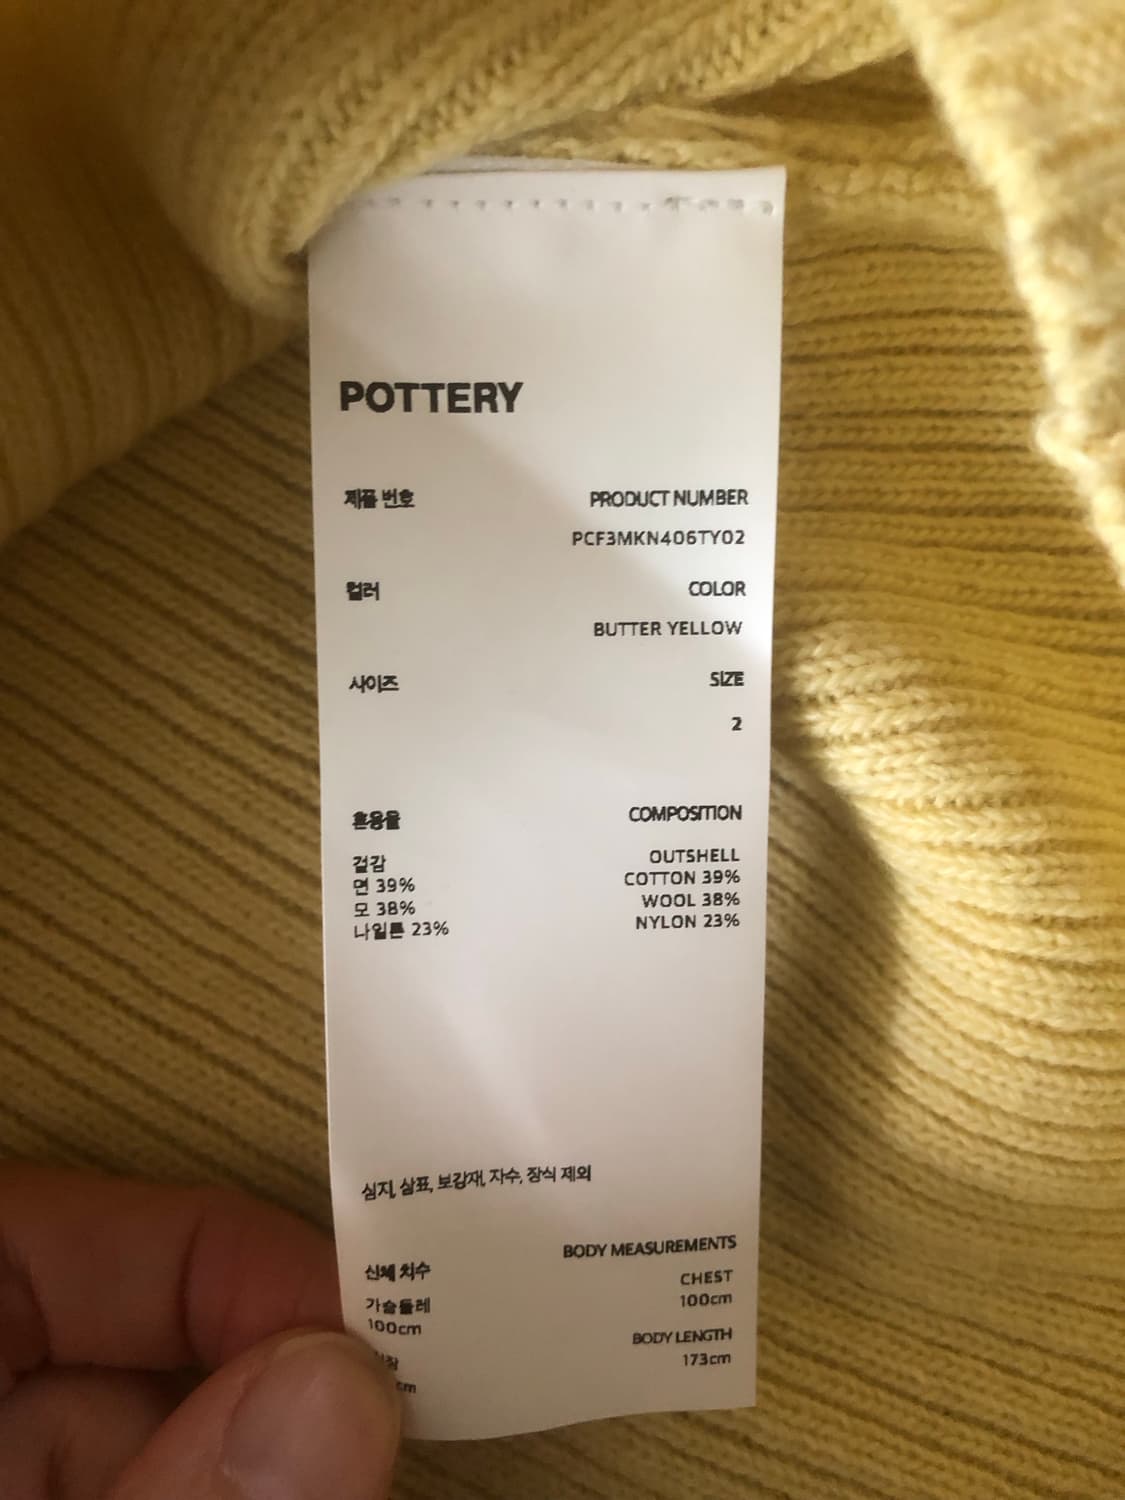 POTTERY
제품 번호 PRODUCT NUMBER
PCF3MKN406TY02
컬러 COLOR
BUTTER YELLOW
사이즈 SIZE
2
혼용율 COMPOSITION
겉감 OUTSHELL
면 39% COTTON 39%
모 38% WOOL 38%
나일론 23% NYLON 23%
심지, 상표, 보강재, 자수, 장식 제외
신체 치수 BODY MEASUREMENTS
가슴둘레 CHEST
100cm 100cm
BODY LENGTH
cm 173cm